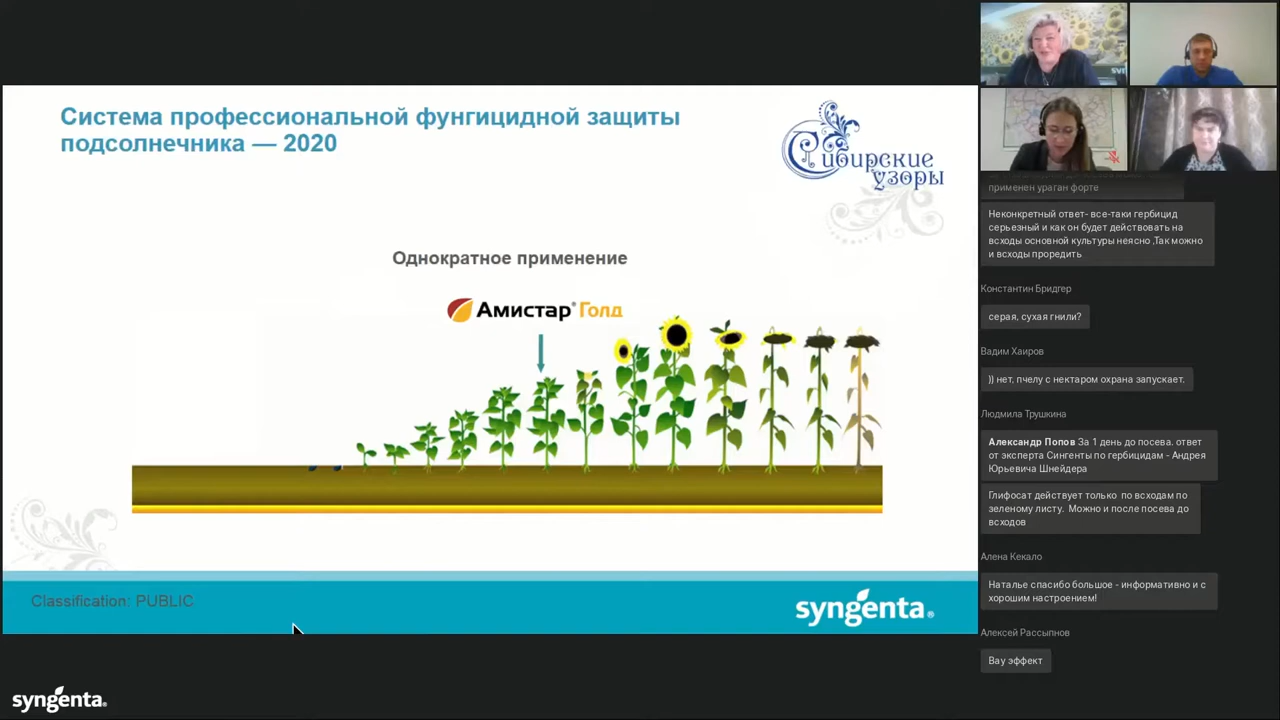 Система профессиональной фунгицидной защиты
подсолнечника — 2020
Сибирские
узоры
Однократное применение
Амистар® Голд
Classification: PUBLIC
syngenta®
syngenta®
применен ураган форте
Неконкретный ответ- все-таки гербицид
серьезный и как он будет действовать на
всходы основной культуры неясно ,Так можно
и всходы проредить
Константин Бридгер
серая, сухая гнили?
Вадим Хаиров
)) нет, пчелу с нектаром охрана запускает.
Людмила Трушкина
Александр Попов За 1 день до посева. ответ
от эксперта Сингенты по гербицидам - Андрея
Юрьевича Шнейдера
Глифосат действует только по всходам по
зеленому листу. Можно и после посева до
всходов
Алена Кекало
Наталье спасибо большое - информативно и с
хорошим настроением!
Алексей Рассыпнов
Вау эффект